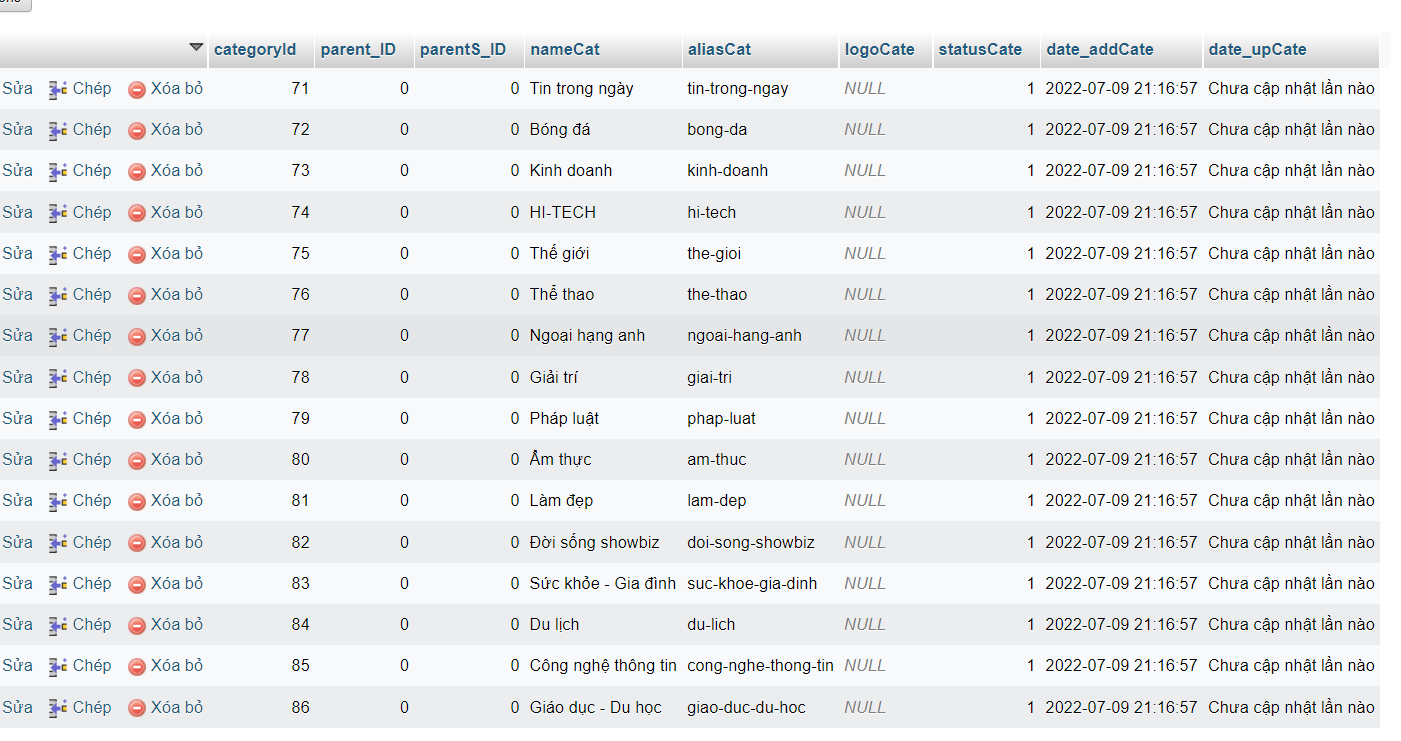 categoryId parent_ID parentS_ID nameCat aliasCat logoCate statusCate date_addCate date_upCate
Sửa Chép Xóa bỏ 71 0 0 Tin trong ngày tin-trong-ngay NULL 1 2022-07-09 21:16:57 Chưa cập nhật lần nào
Sửa Chép Xóa bỏ 72 0 0 Bóng đá bong-da NULL 1 2022-07-09 21:16:57 Chưa cập nhật lần nào
Sửa Chép Xóa bỏ 73 0 0 Kinh doanh kinh-doanh NULL 1 2022-07-09 21:16:57 Chưa cập nhật lần nào
Sửa Chép Xóa bỏ 74 0 0 HI-TECH hi-tech NULL 1 2022-07-09 21:16:57 Chưa cập nhật lần nào
Sửa Chép Xóa bỏ 75 0 0 Thế giới the-gioi NULL 1 2022-07-09 21:16:57 Chưa cập nhật lần nào
Sửa Chép Xóa bỏ 76 0 0 Thể thao the-thao NULL 1 2022-07-09 21:16:57 Chưa cập nhật lần nào
Sửa Chép Xóa bỏ 77 0 0 Ngoại hạng anh ngoai-hang-anh NULL 1 2022-07-09 21:16:57 Chưa cập nhật lần nào
Sửa Chép Xóa bỏ 78 0 0 Giải trí giai-tri NULL 1 2022-07-09 21:16:57 Chưa cập nhật lần nào
Sửa Chép Xóa bỏ 79 0 0 Pháp luật phap-luat NULL 1 2022-07-09 21:16:57 Chưa cập nhật lần nào
Sửa Chép Xóa bỏ 80 0 0 Ẩm thực am-thuc NULL 1 2022-07-09 21:16:57 Chưa cập nhật lần nào
Sửa Chép Xóa bỏ 81 0 0 Làm đẹp lam-dep NULL 1 2022-07-09 21:16:57 Chưa cập nhật lần nào
Sửa Chép Xóa bỏ 82 0 0 Đời sống showbiz doi-song-showbiz NULL 1 2022-07-09 21:16:57 Chưa cập nhật lần nào
Sửa Chép Xóa bỏ 83 0 0 Sức khỏe - Gia đình suc-khoe-gia-dinh NULL 1 2022-07-09 21:16:57 Chưa cập nhật lần nào
Sửa Chép Xóa bỏ 84 0 0 Du lịch du-lich NULL 1 2022-07-09 21:16:57 Chưa cập nhật lần nào
Sửa Chép Xóa bỏ 85 0 0 Công nghệ thông tin cong-nghe-thong-tin NULL 1 2022-07-09 21:16:57 Chưa cập nhật lần nào
Sửa Chép Xóa bỏ 86 0 0 Giáo dục - Du học giao-duc-du-hoc NULL 1 2022-07-09 21:16:57 Chưa cập nhật lần nào